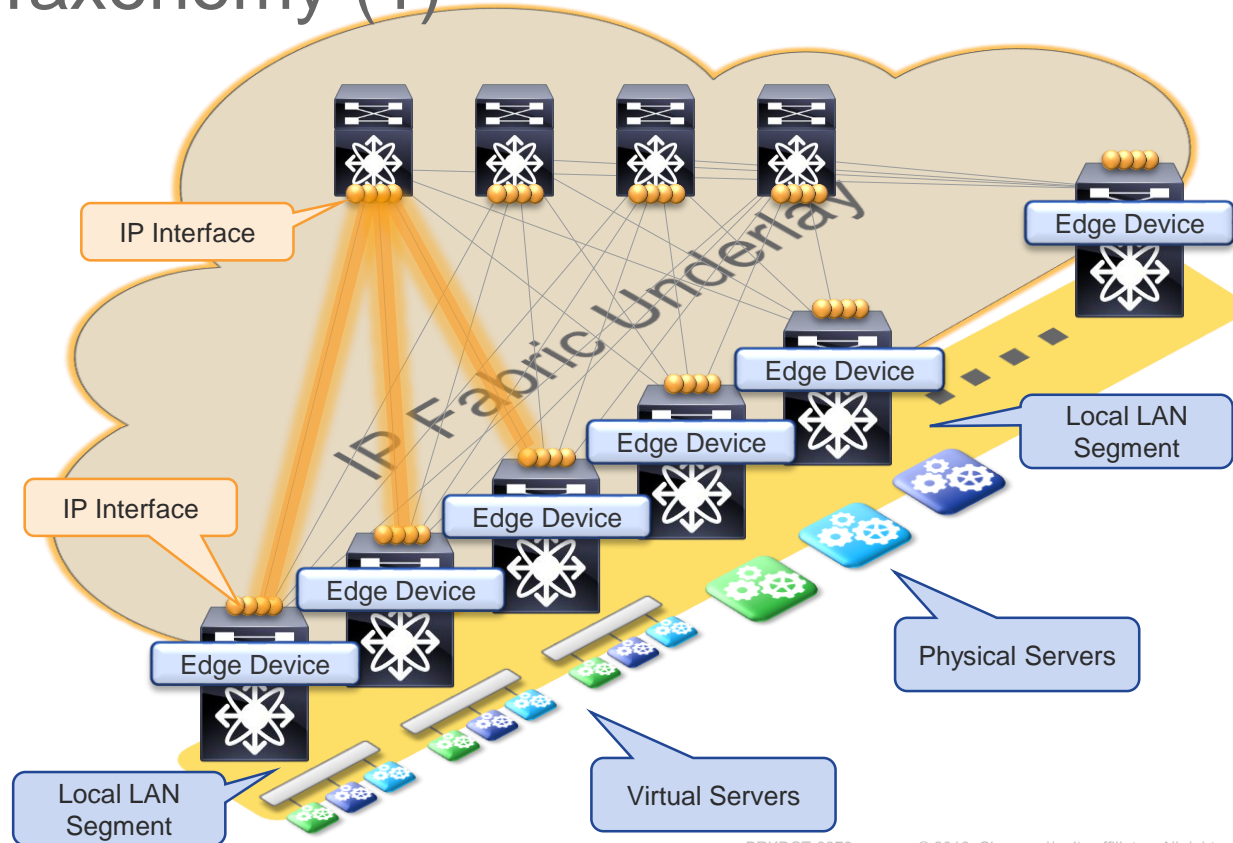 Taxonomy (1)
IP Interface
Edge Device
IP Fabric Underlay
Edge Device
Local LAN
Segment
Edge Device
IP Interface
Edge Device
Edge Device
Edge Device
Physical Servers
Virtual Servers
Local LAN
Segment